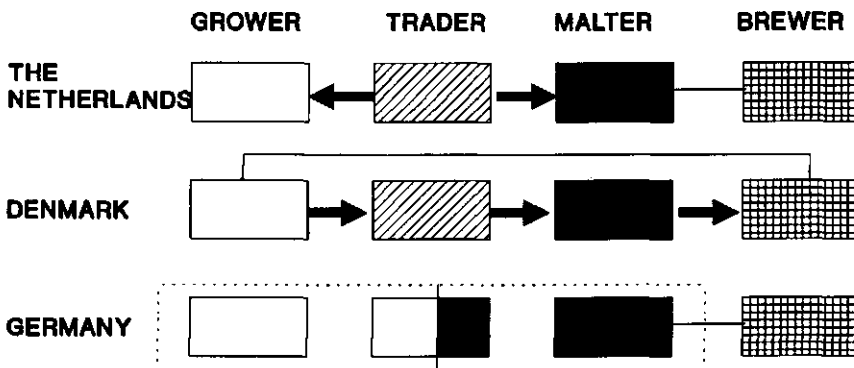 GROWER TRADER MALTER BREWER
THE
NETHERLANDS
DENMARK
GERMANY